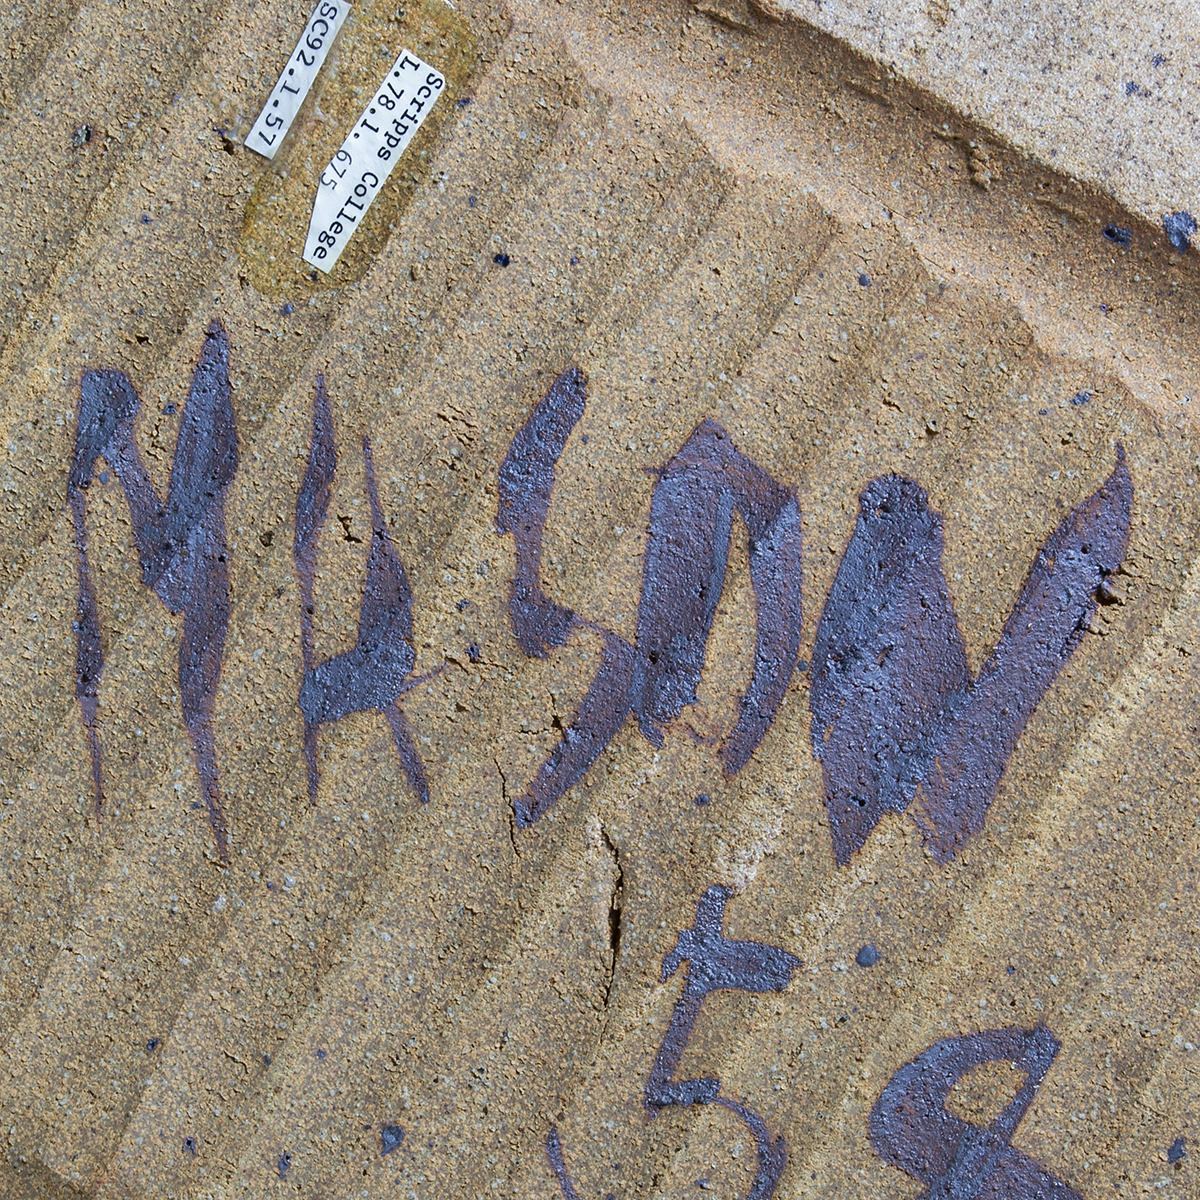 SC92.1.57
Scripps College
L.78.1.675
MASON
58